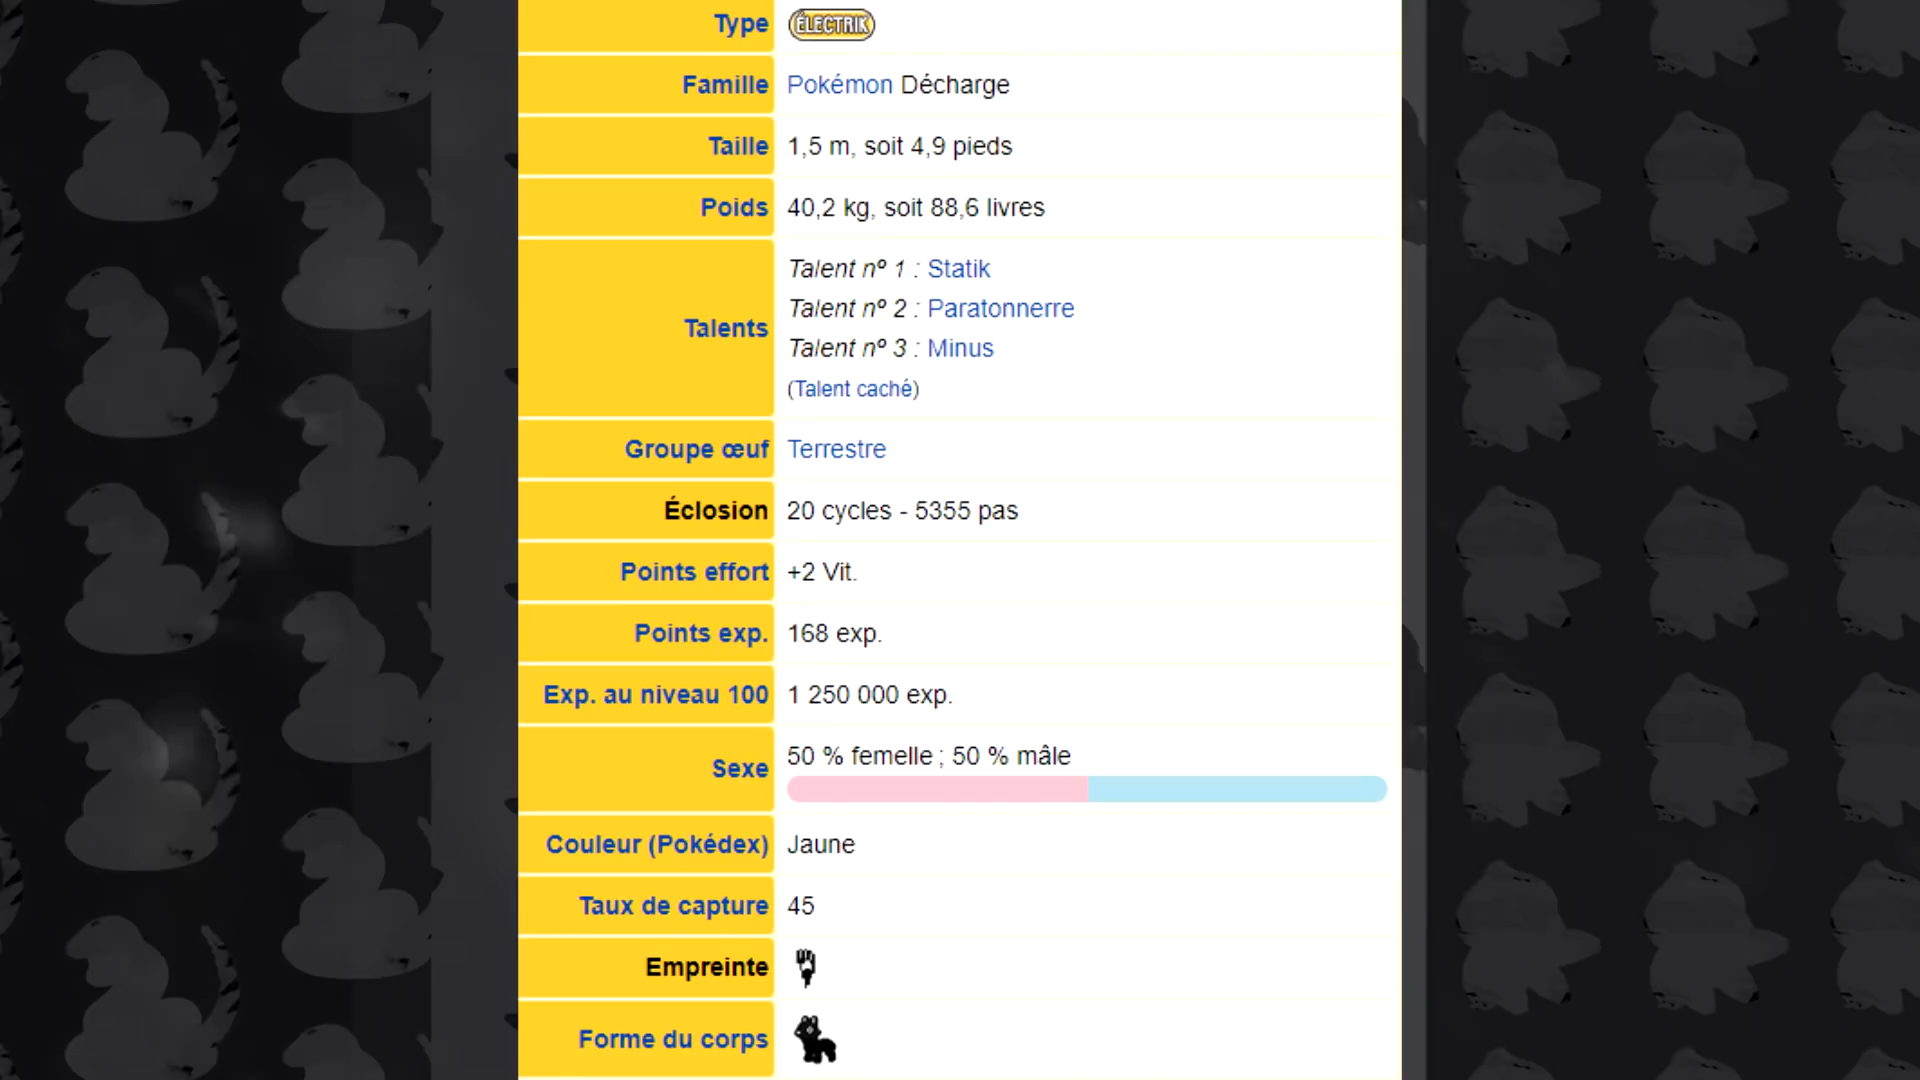 Type ÉLECTRIK
Famille Pokémon Décharge
Taille 1,5 m, soit 4,9 pieds
Poids 40,2 kg, soit 88,6 livres
Talents
Talent nº 1 : Statik
Talent nº 2 : Paratonnerre
Talent nº 3 : Minus
(Talent caché)
Groupe œuf Terrestre
Éclosion 20 cycles - 5355 pas
Points effort +2 Vit.
Points exp. 168 exp.
Exp. au niveau 100 1 250 000 exp.
Sexe 50 % femelle ; 50 % mâle
Couleur (Pokédex) Jaune
Taux de capture 45
Empreinte
Forme du corps